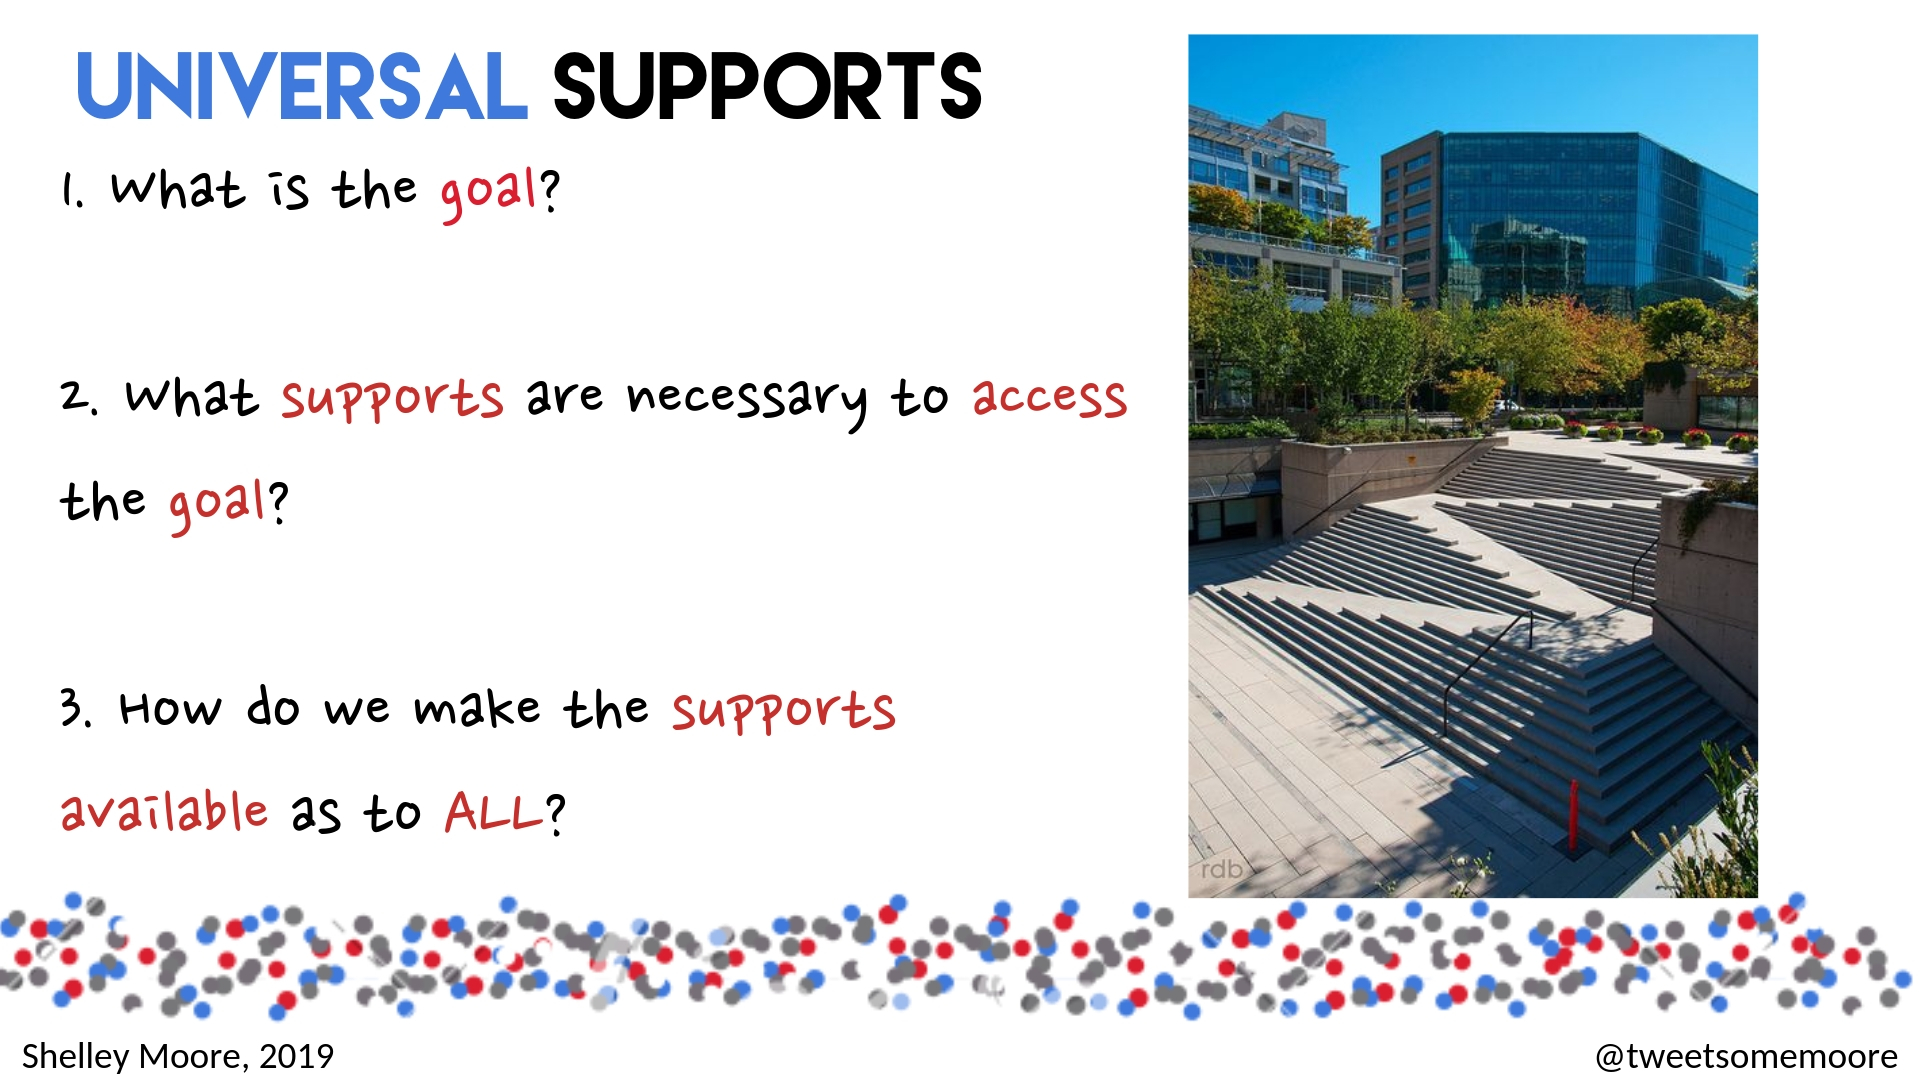 UNIVERSAL SUPPORTS
1. What is the goal?
2. What supports are necessary to access
the goal?
3. How do we make the supports
available as to ALL?
rdb
Shelley Moore, 2019
@tweetsomemoore